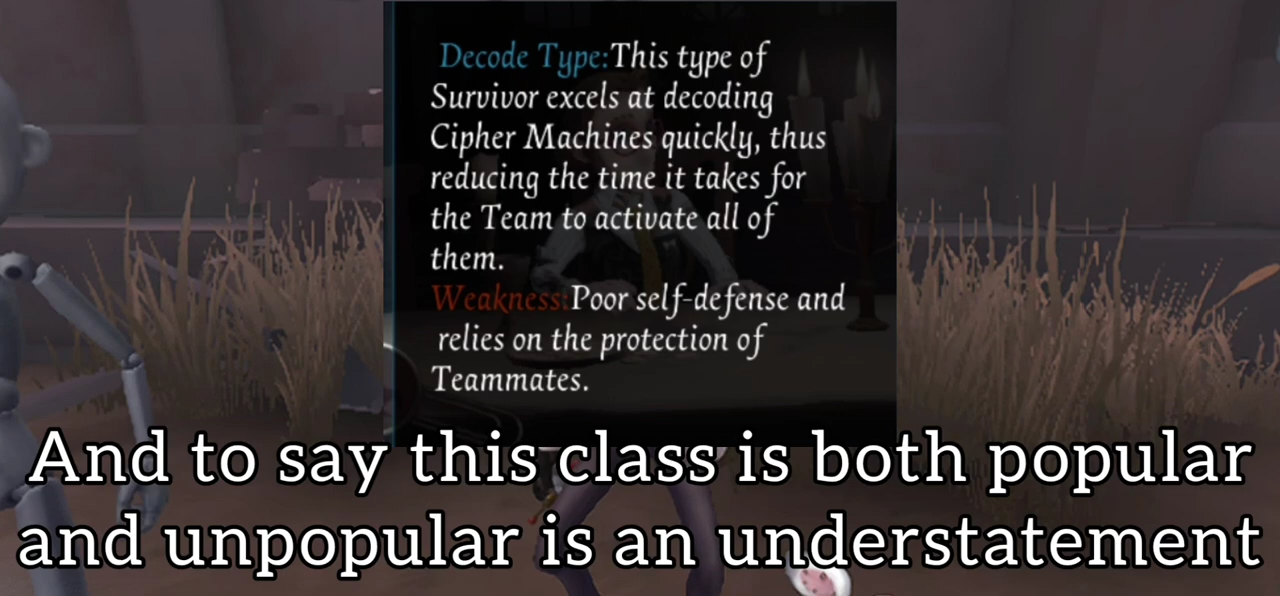 Decode Type:This type of
Survivor excels at decoding
Cipher Machines quickly, thus
reducing the time it takes for
the Team to activate all of
them.
Weakness:Poor self-defense and
relies on the protection of
Teammates.
And to say this class is both popular
and unpopular is an understatement